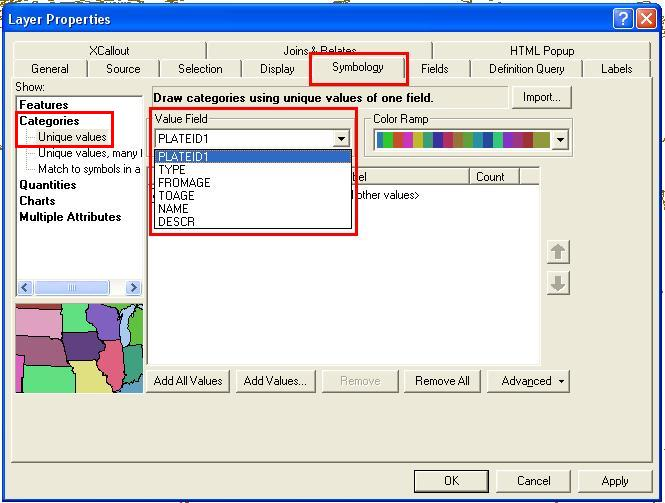 Layer Properties
XCallout Joins & Relates HTML Popup
General Source Selection Display Symbology Fields Definition Query Labels
Show:
Features
Categories
Unique values
Unique values, many
Match to symbols in a
Quantities
Charts
Multiple Attributes
Draw categories using unique values of one field.
Import...
Value Field
PLATEID1
Color Ramp
PLATEID1
TYPE
FROMAGE
TOAGE
NAME
DESCR
Count
other values>
Add All Values Add Values... Remove Remove All Advanced
OK Cancel Apply